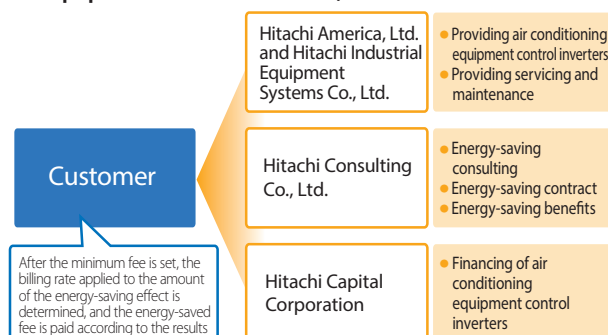 Hitachi America, Ltd.
and Hitachi Industrial
Equipment
Systems Co., Ltd.
● Providing air conditioning
equipment control inverters
● Providing servicing and
maintenance
Customer
Hitachi Consulting
Co., Ltd.
● Energy-saving
consulting
● Energy-saving contract
● Energy-saving benefits
After the minimum fee is set, the
billing rate applied to the amount
of the energy-saving effect is
determined, and the energy-saved
fee is paid according to the results
Hitachi Capital
Corporation
● Financing of air
conditioning
equipment control
inverters